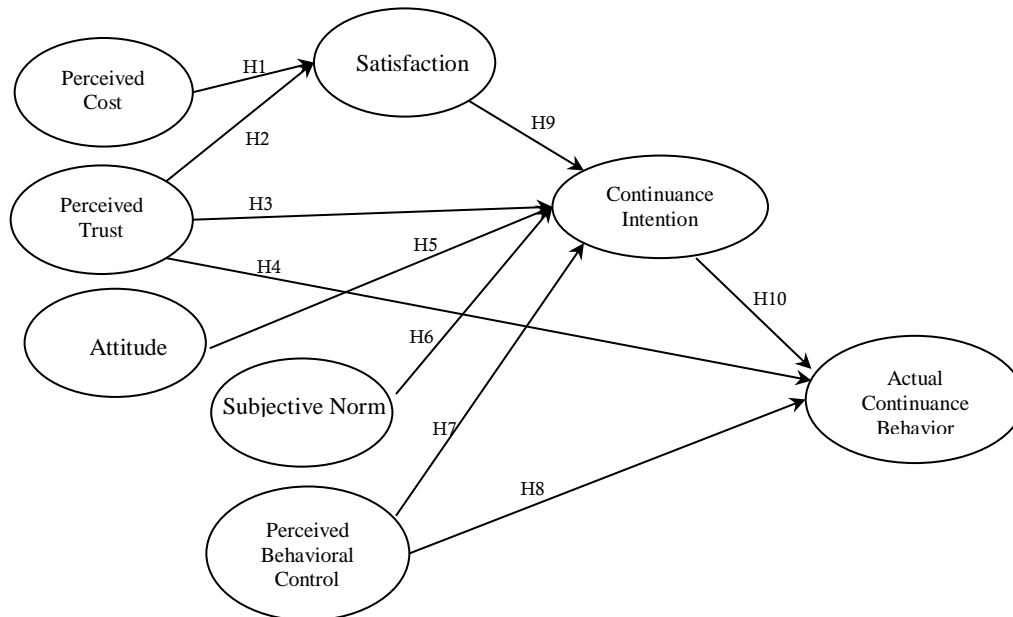 Satisfaction
Perceived
Cost
H1
H2
H9
Perceived
Trust
H3
Continuance
Intention
H5
H4
H10
Attitude
H6
Subjective Norm
H7
Actual
Continuance
Behavior
H8
Perceived
Behavioral
Control